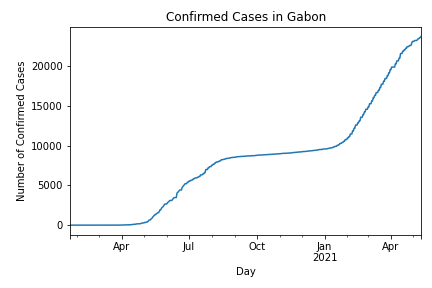 Confirmed Cases in Gabon
Number of Confirmed Cases
20000
15000
10000
5000
0
Apr
Jul
Oct
Jan
2021
Apr
Day